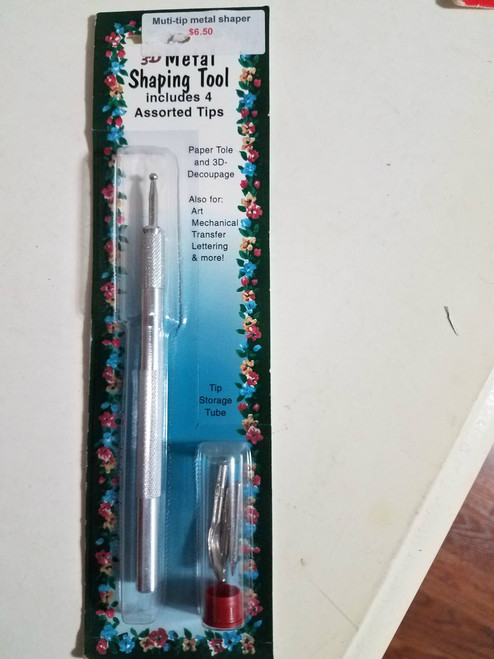 Muti-tip metal shaper
$6.50
3-D Metal
Shaping Tool
includes 4
Assorted Tips
Paper Tole
and 3D-
Decoupage
Also for:
Art
Mechanical
Transfer
Lettering
& more!
Tip
Storage
Tube